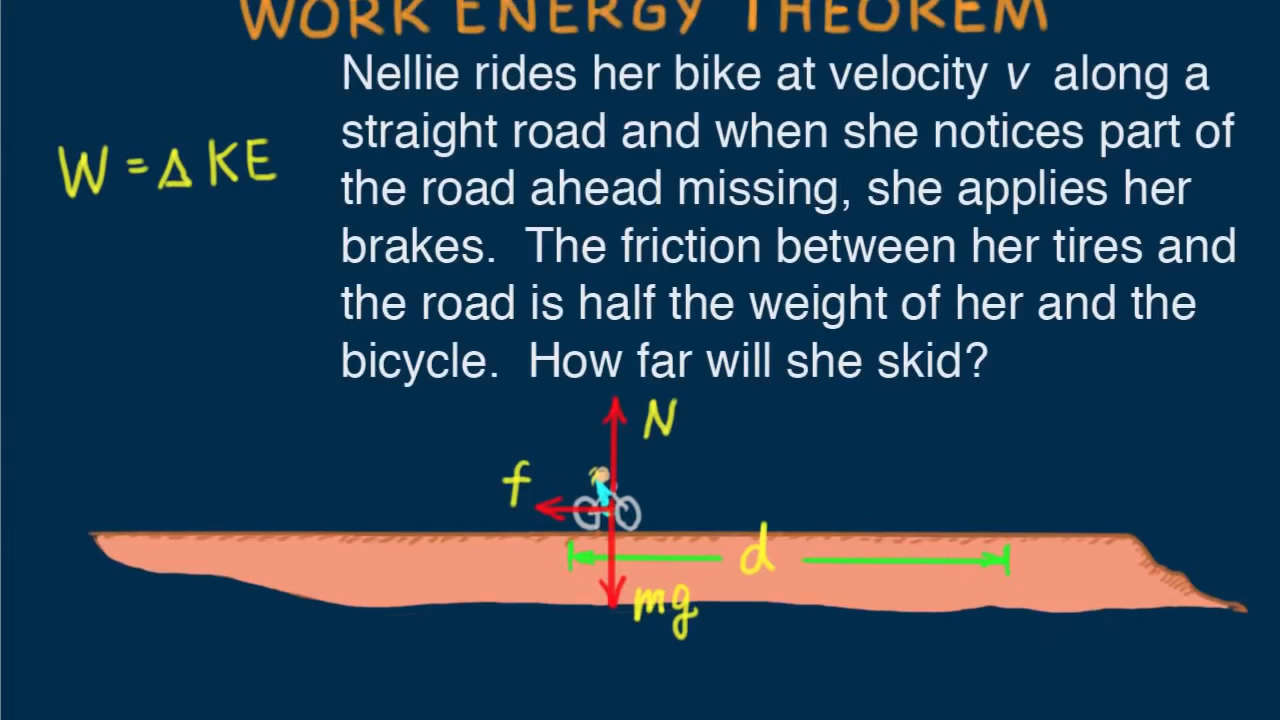 WORK ENERGY THEOREM
Nellie rides her bike at velocity v along a
straight road and when she notices part of
W = Δ KE
the road ahead missing, she applies her
brakes. The friction between her tires and
the road is half the weight of her and the
bicycle. How far will she skid?
N
f
d
mg